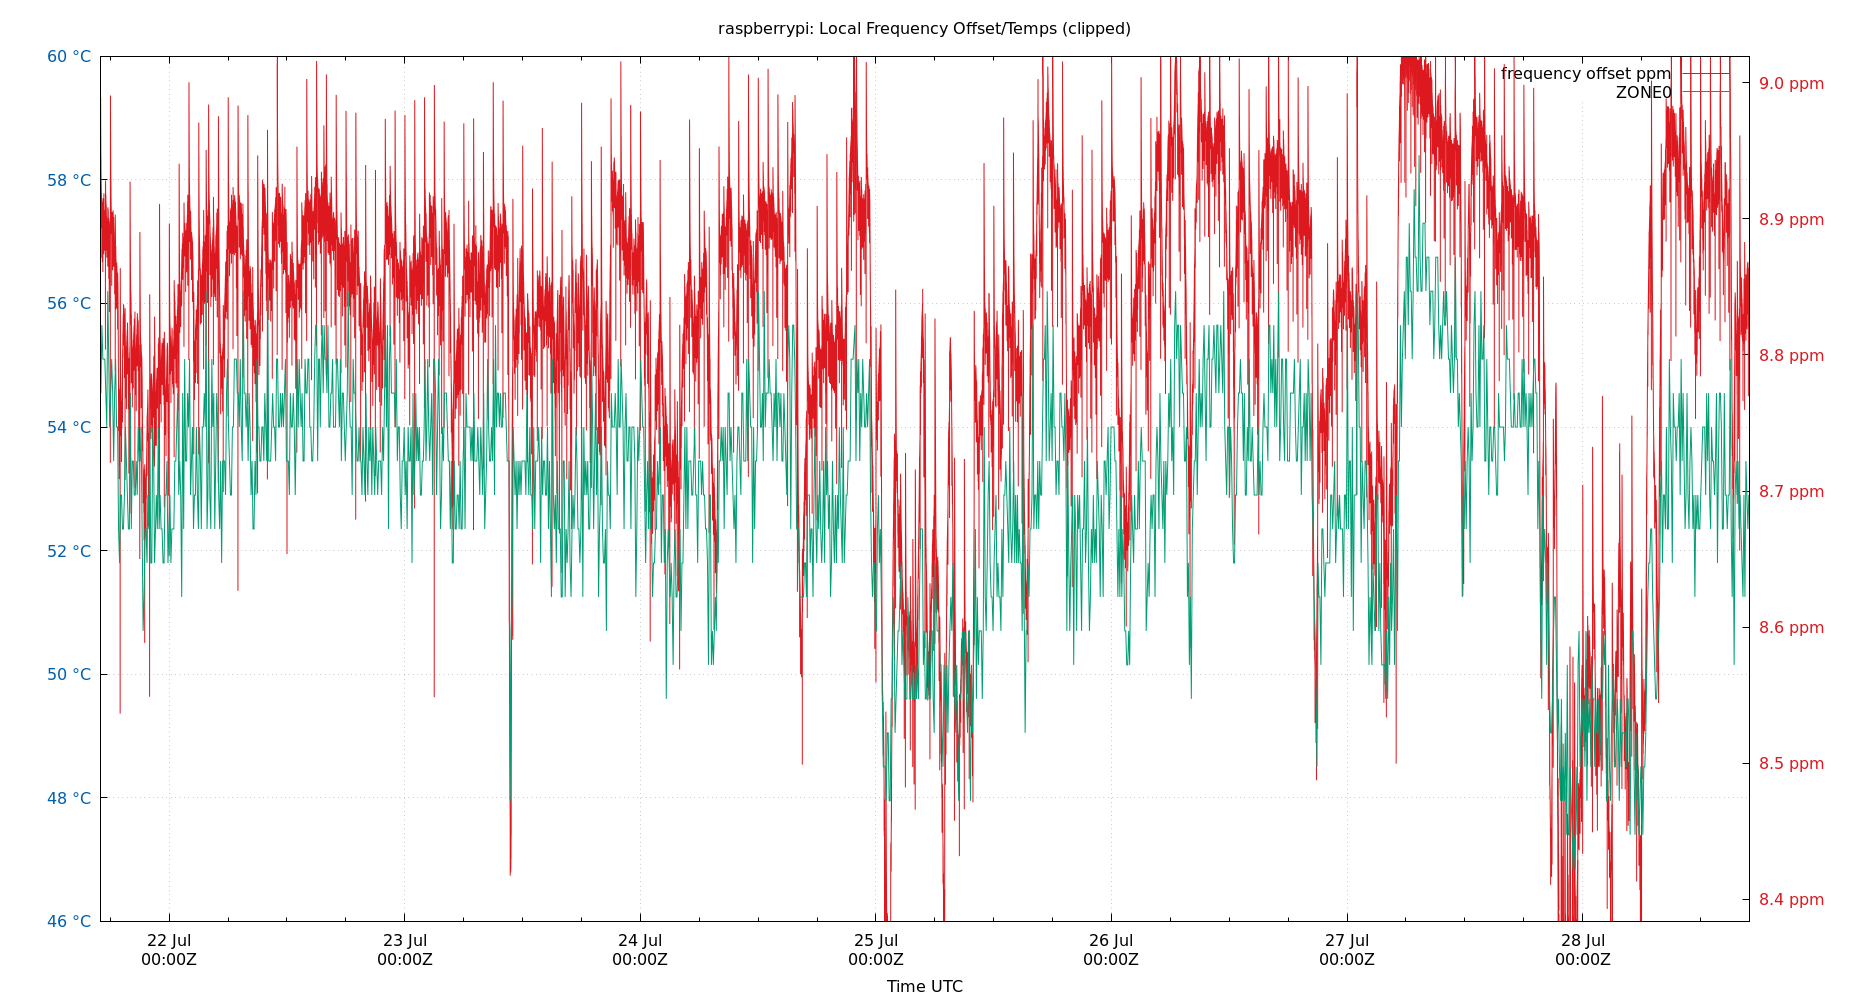 raspberrypi: Local Frequency Offset/Temps (clipped)
60 °C
58 °C
56 °C
54 °C
52 °C
50 °C
48 °C
46 °C
frequency offset ppm
ZONE0
9.0 ppm
8.9 ppm
8.8 ppm
8.7 ppm
8.6 ppm
8.5 ppm
8.4 ppm
22 Jul 23 Jul 24 Jul 25 Jul 26 Jul 27 Jul 28 Jul
00:00Z 00:00Z 00:00Z 00:00Z 00:00Z 00:00Z 00:00Z
Time UTC